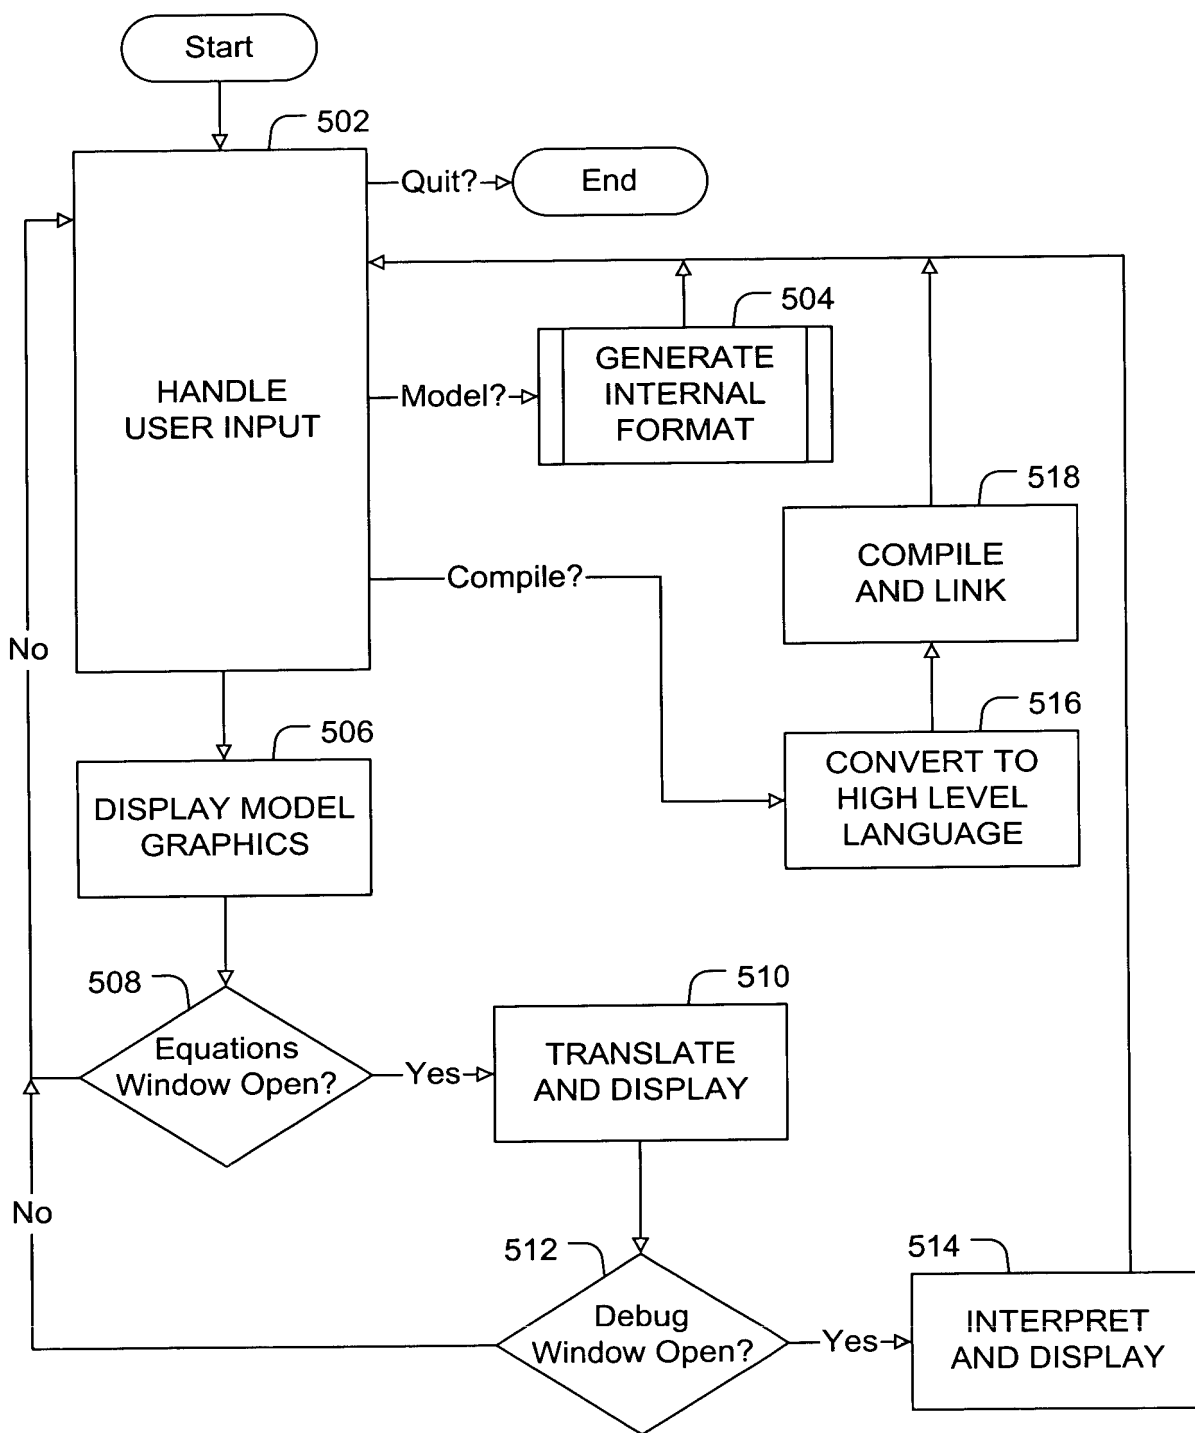 Start
502
Quit?
End
504
HANDLE
USER INPUT
Model?
GENERATE
INTERNAL
FORMAT
518
COMPILE
AND LINK
Compile?
No
516
CONVERT TO
HIGH LEVEL
LANGUAGE
506
DISPLAY MODEL
GRAPHICS
508
Equations
Window Open?
Yes
510
TRANSLATE
AND DISPLAY
No
512
Debug
Window Open?
Yes
514
INTERPRET
AND DISPLAY